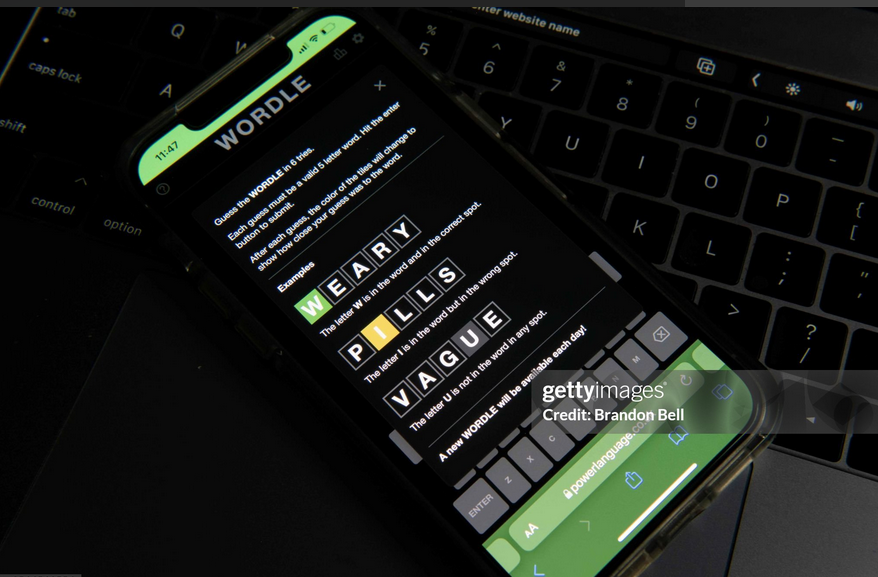 enter website name
tab
Q
W
caps lock
A
shift
control
option
%
5
^
6
&
7
*
8
(
9
)
0
Y
U
I
O
P
{
[
K
L
:
;
"
>
?
/
11:47
WORDLE
Guess the WORDLE in 6 tries.
Each guess must be a valid 5 letter word. Hit the enter
button to submit.
After each guess, the color of the tiles will change to
show how close your guess was to the word.
Examples
WEARY
The letter W is in the word and in the correct spot.
PILLS
The letter I is in the word but in the wrong spot.
VAGUE
The letter U is not in the word in any spot.
A new WORDLE will be available each day!
ENTER
Z
X
C
M
AA
powerlanguage.co
gettyimages
Credit: Brandon Bell